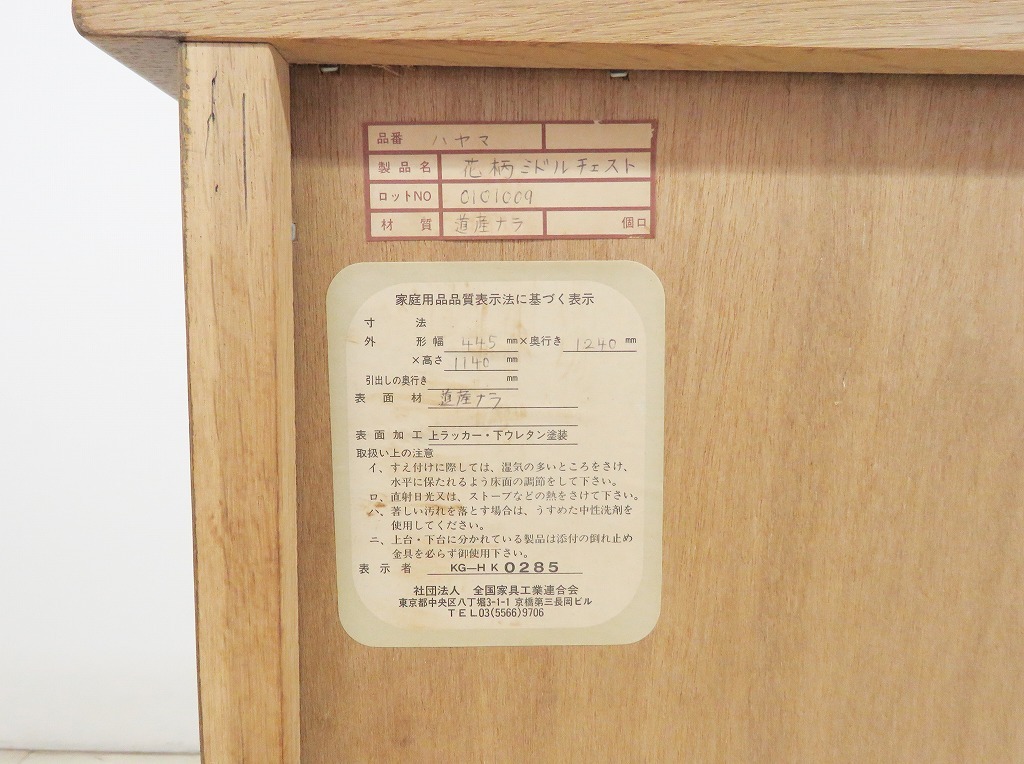 品番 ハヤマ
製品名 花柄ミドルチェスト
ロットNO 0101009
材質 道産ナラ 個口
家庭用品品質表示法に基づく表示
寸法
外形幅 445 mm×奥行き 1240 mm
×高さ 1140 mm
引出しの奥行き mm
表面材 道産ナラ
表面加工 上ラッカー・下ウレタン塗装
取扱い上の注意
イ、すえ付けに際しては、湿気の多いところをさけ、
水平に保たれるよう床面の調節をして下さい。
ロ、直射日光又は、ストーブなどの熱をさけて下さい。
ハ、著しい汚れを落とす場合は、うすめた中性洗剤を
使用してください。
ニ、上台・下台に分かれている製品は添付の倒れ止め
金具を必らず御使用下さい。
表示者 KG-HK0285
社団法人 全国家具工業連合会
東京都中央区八丁堀3-1-1 京橋第三長岡ビル
TEL03(5566)9706